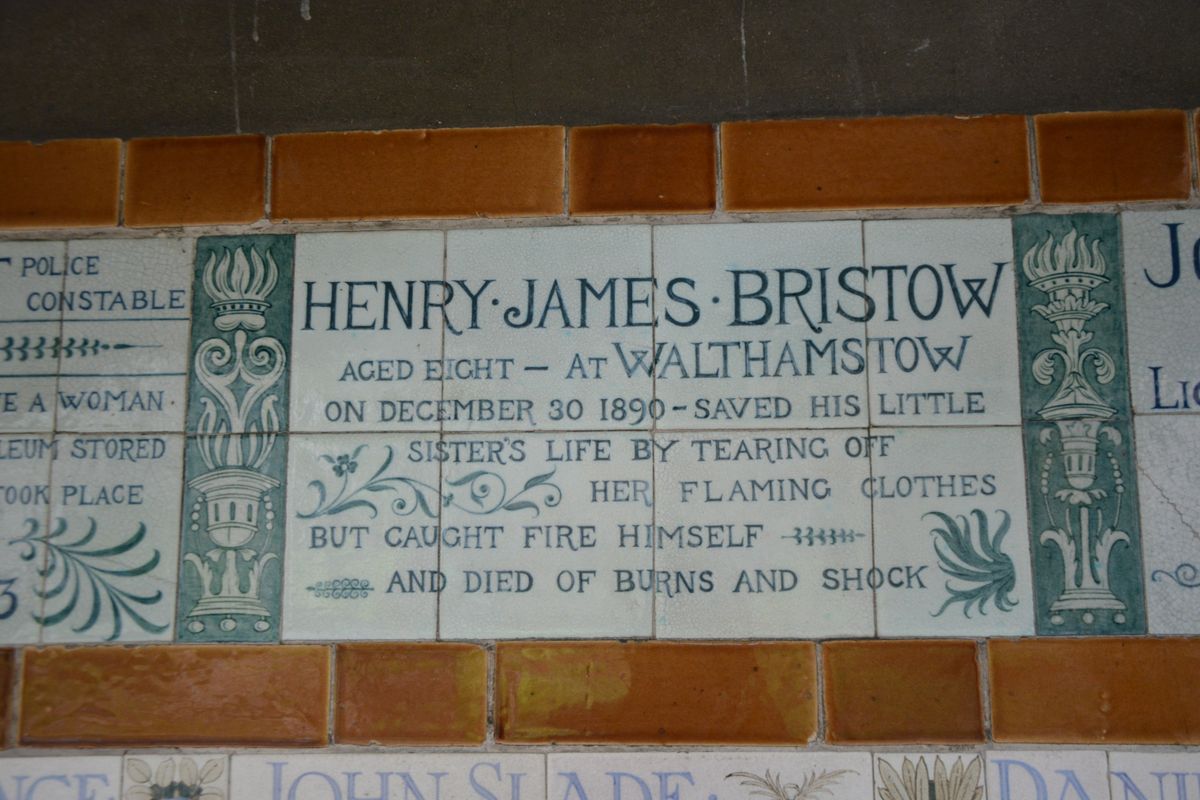 POLICE
CONSTABLE
A WOMAN
STORED
TOOK PLACE
3
HENRY · JAMES · BRISTOW
AGED EIGHT – AT WALTHAMSTOW
ON DECEMBER 30 1890 – SAVED HIS LITTLE
SISTER'S LIFE BY TEARING OFF
HER FLAMING CLOTHES
BUT CAUGHT FIRE HIMSELF
AND DIED OF BURNS AND SHOCK
JOHN SLADE